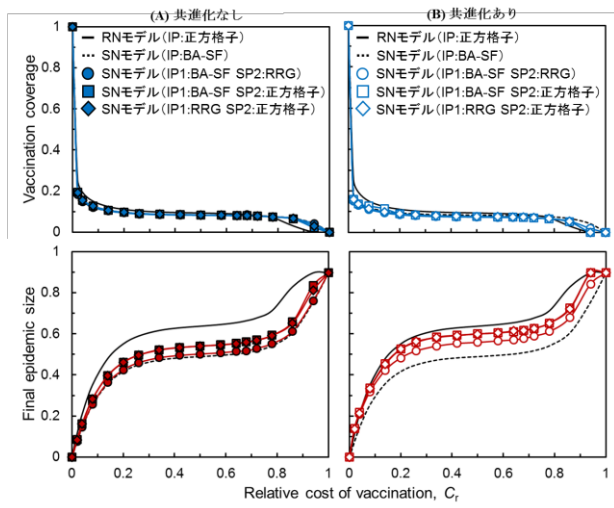 (A) 共進化なし
(B) 共進化あり
RNモデル(IP:正方格子)
SNモデル(IP:BA-SF)
SNモデル(IP1:BA-SF SP2:RRG)
SNモデル(IP1:BA-SF SP2:正方格子)
SNモデル(IP1:RRG SP2:正方格子)
RNモデル(IP:正方格子)
SNモデル(IP:BA-SF)
SNモデル(IP1:BA-SF SP2:RRG)
SNモデル(IP1:BA-SF SP2:正方格子)
SNモデル(IP1:RRG SP2:正方格子)
Vaccination coverage
1
0.8
0.6
0.4
0.2
0
Final epidemic size
1
0.8
0.6
0.4
0.2
0
0 0.2 0.4 0.6 0.8 1
0 0.2 0.4 0.6 0.8 1
Relative cost of vaccination, Cr